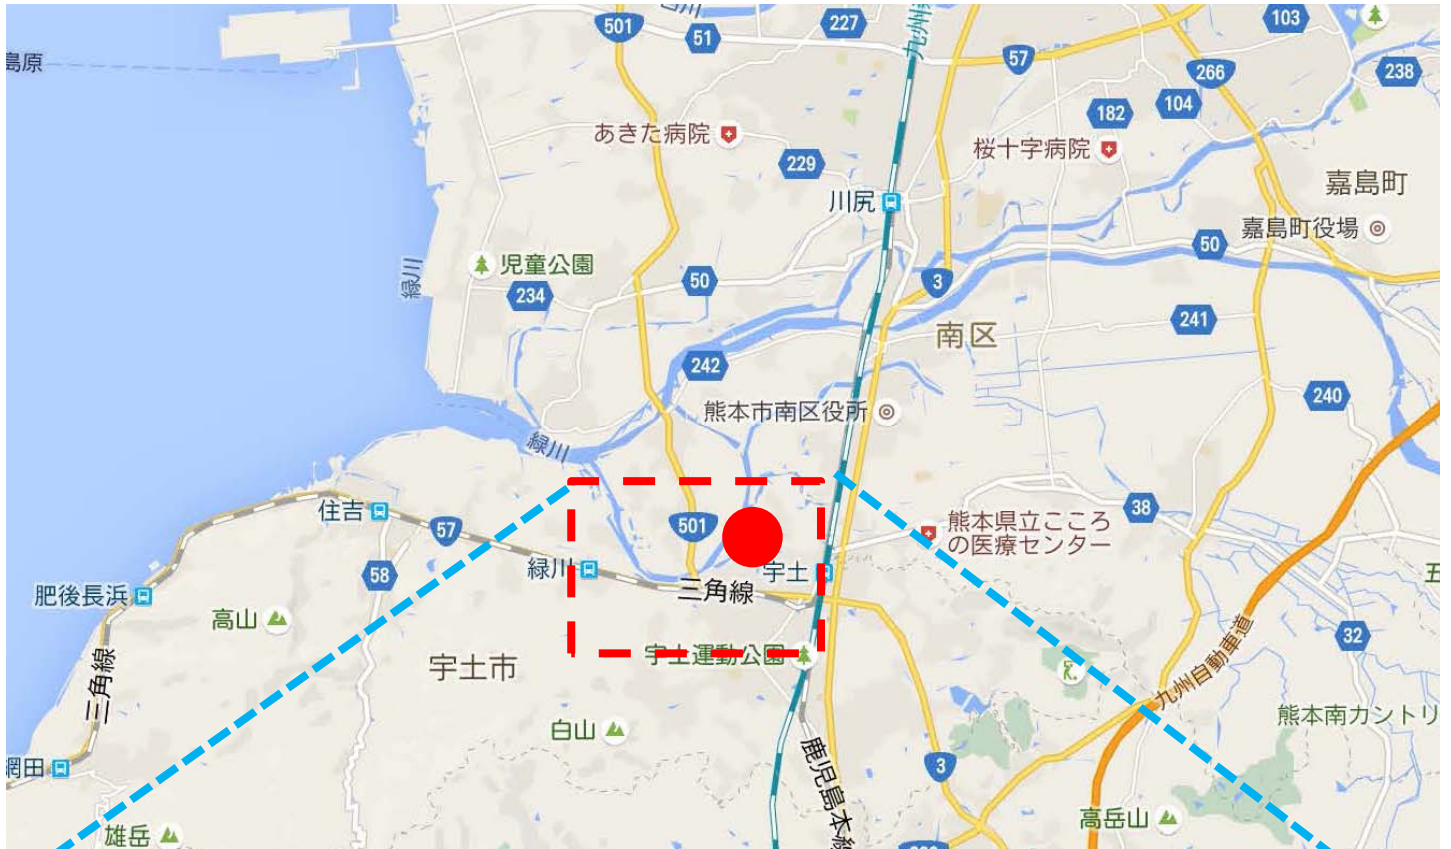 501
227
103
51
島原
57
266
238
104
182
あきた病院
229
桜十字病院
川尻
嘉島町
嘉島町役場
50
児童公園
緑川
3
50
234
241
南区
242
240
熊本市南区役所
緑川
住吉
38
57
501
熊本県立こころ
の医療センター
緑川
宇土
58
三角線
肥後長浜
高山
32
宇土運動公園
宇土市
三角線
九州自動車道
熊本南カントリ
白山
鹿児島本線
網田
3
高岳山
雄岳